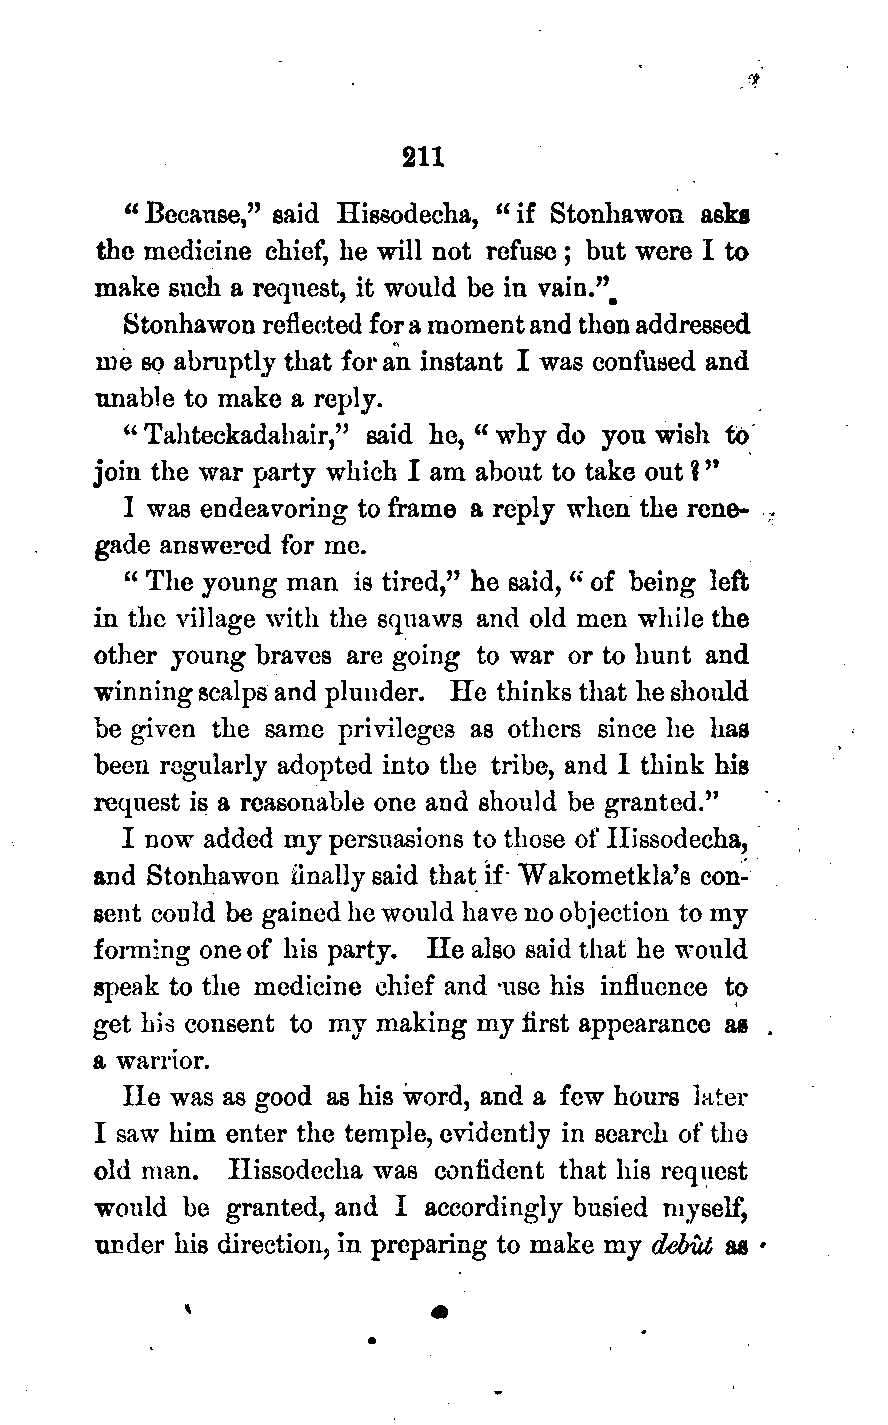 211
“Because,” said Hissodecha, “if Stonhawon asks
the medicine chief, he will not refuse; but were I to
make such a request, it would be in vain.”
Stonhawon reflected for a moment and then addressed
me so abruptly that for an instant I was confused and
unable to make a reply.
“Tahteckadahair,” said he, “why do you wish to
join the war party which I am about to take out?”
I was endeavoring to frame a reply when the rene-
gade answered for me.
“The young man is tired,” he said, “of being left
in the village with the squaws and old men while the
other young braves are going to war or to hunt and
winning scalps and plunder. He thinks that he should
be given the same privileges as others since he has
been regularly adopted into the tribe, and I think his
request is a reasonable one and should be granted.”
I now added my persuasions to those of Hissodecha,
and Stonhawon finally said that if Wakometkla’s con-
sent could be gained he would have no objection to my
forming one of his party. He also said that he would
speak to the medicine chief and use his influence to
get his consent to my making my first appearance as
a warrior.
He was as good as his word, and a few hours later
I saw him enter the temple, evidently in search of the
old man. Hissodecha was confident that his request
would be granted, and I accordingly busied myself,
under his direction, in preparing to make my debût as